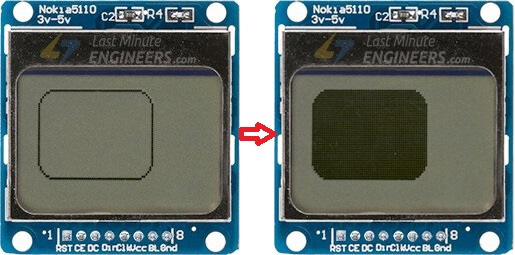 Nokia5110
3v-5v
C2
R4
Last Minute
ENGINEERS.com
*1
8
RST CE DC Din Clk Vcc BL Gnd
Nokia5110
3v-5v
C2
R4
Last Minute
ENGINEERS.com
*1
8
RST CE DC Din Clk Vcc BL Gnd